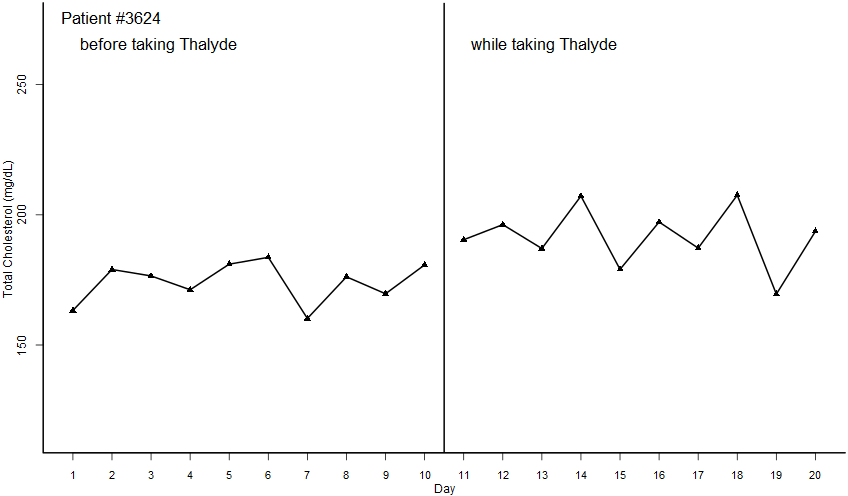 Patient #3624
before taking Thalyde
while taking Thalyde
Total Cholesterol (mg/dL)
250
200
150
1 2 3 4 5 6 7 8 9 10 11 12 13 14 15 16 17 18 19 20
Day